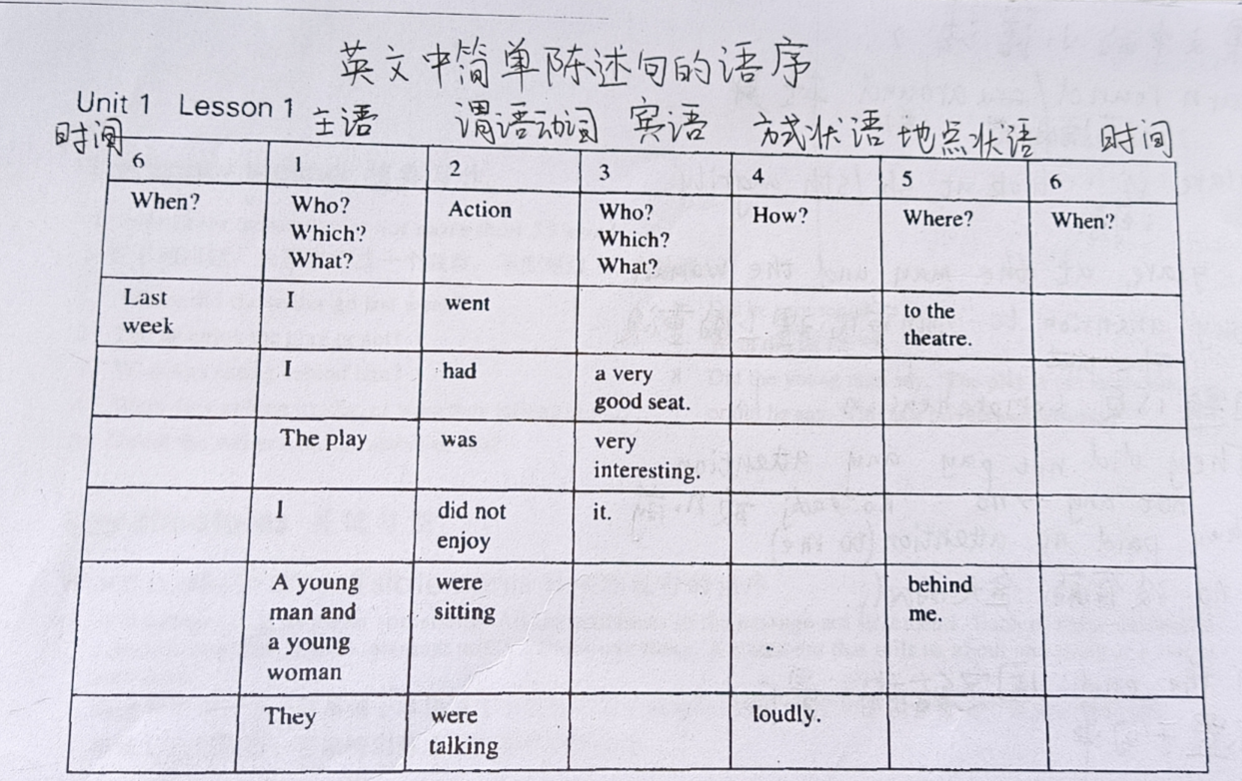 英文中简单陈述句的语序
Unit 1 Lesson 1 主语 谓语动词 宾语 方式状语 地点状语 时间
时间
6 1 2 3 4 5 6
When? Who? Action Who? How? Where? When?
Which? Which?
What? What?
Last I went to the
week theatre.
I had a very
good seat.
The play was very
interesting.
I did not it.
enjoy
A young were behind
man and sitting me.
a young
woman
They were loudly.
talking